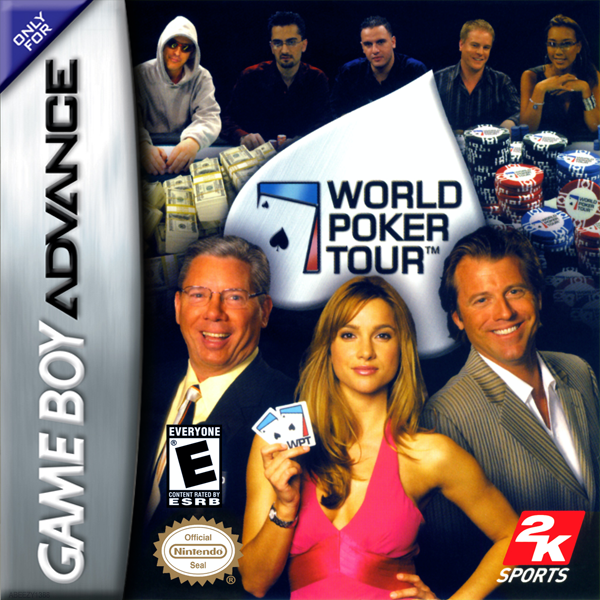 ONLY
FOR
GAME BOY ADVANCE
WORLD
POKER
TOUR™
WPT
EVERYONE
E
®
CONTENT RATED BY
ESRB
Official
Nintendo
Seal
®
2K
SPORTS